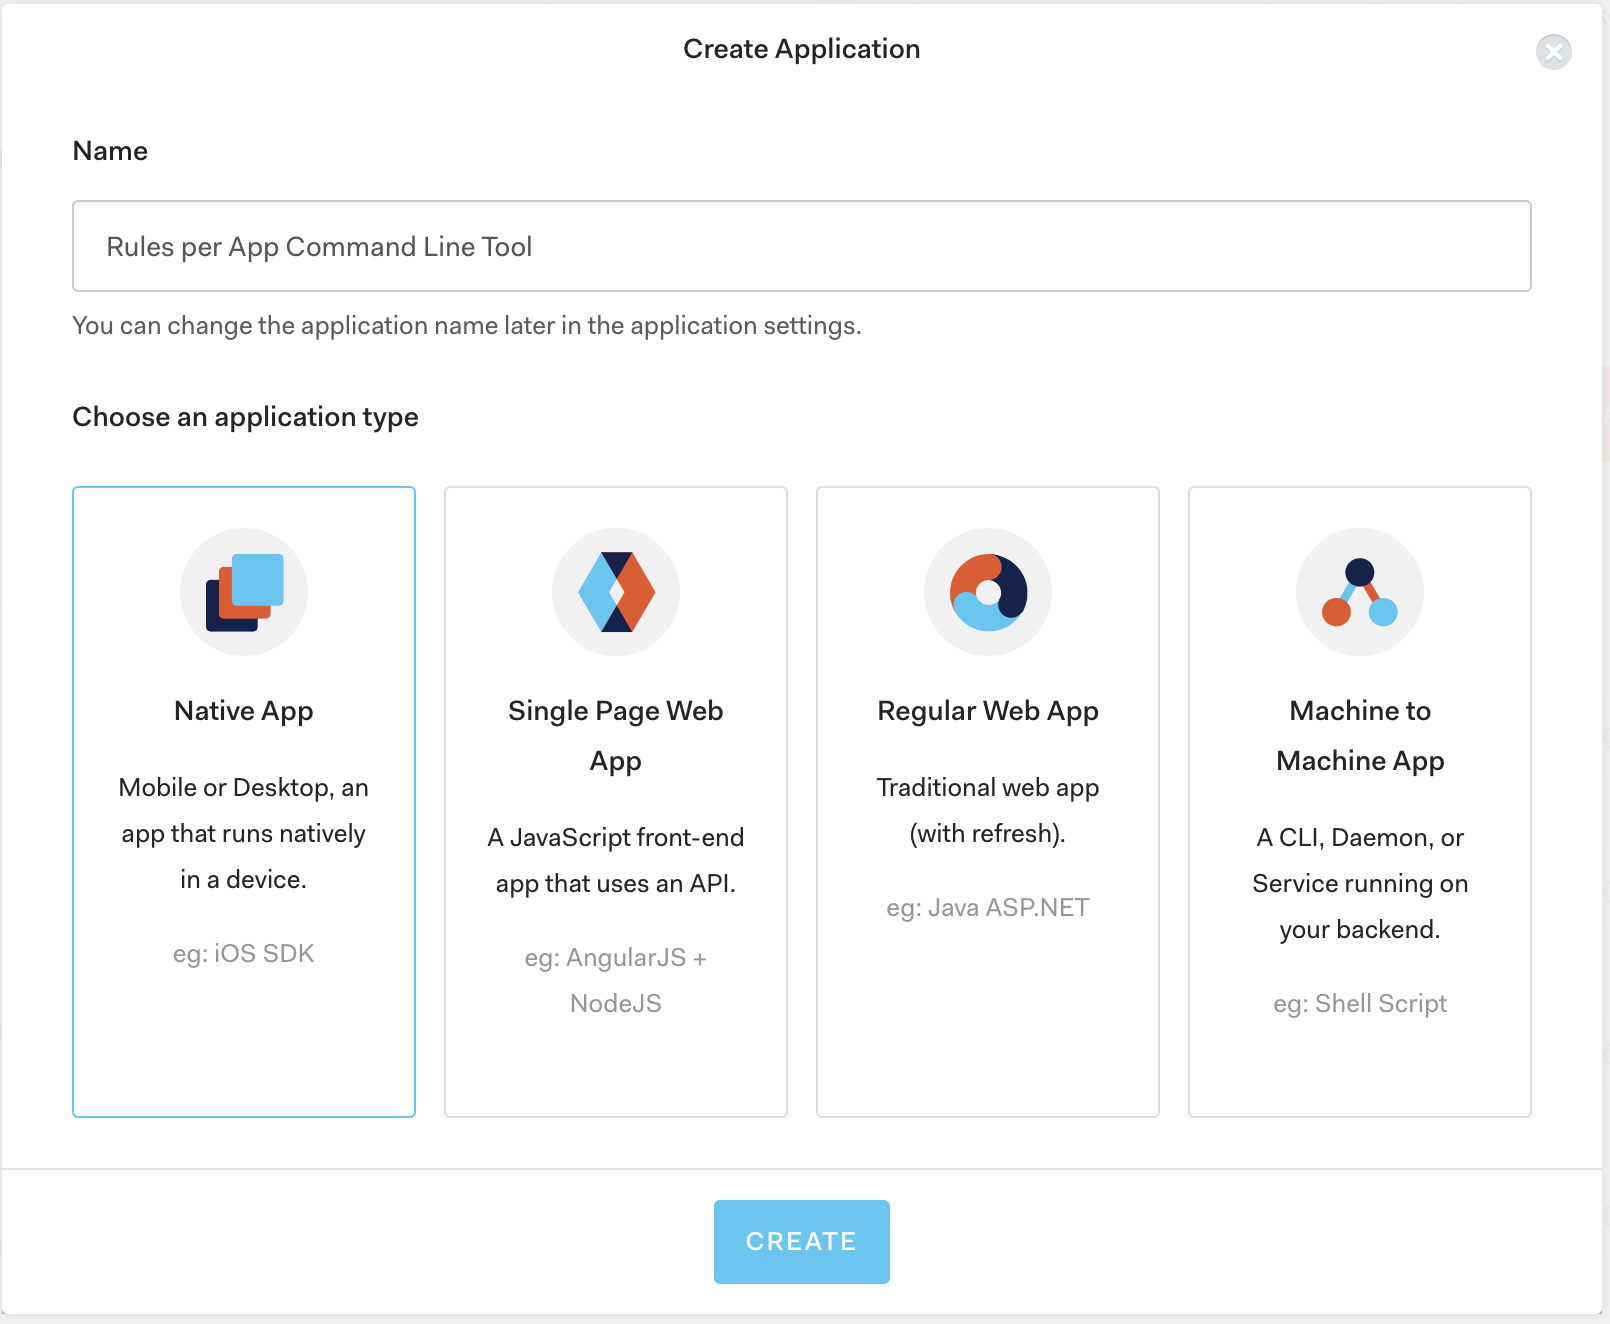 Create Application
Name
Rules per App Command Line Tool
You can change the application name later in the application settings.
Choose an application type
Native App
Mobile or Desktop, an
app that runs natively
in a device.
eg: iOS SDK
Single Page Web
App
A JavaScript front-end
app that uses an API.
eg: AngularJS +
NodeJS
Regular Web App
Traditional web app
(with refresh).
eg: Java ASP.NET
Machine to
Machine App
A CLI, Daemon, or
Service running on
your backend.
eg: Shell Script
CREATE